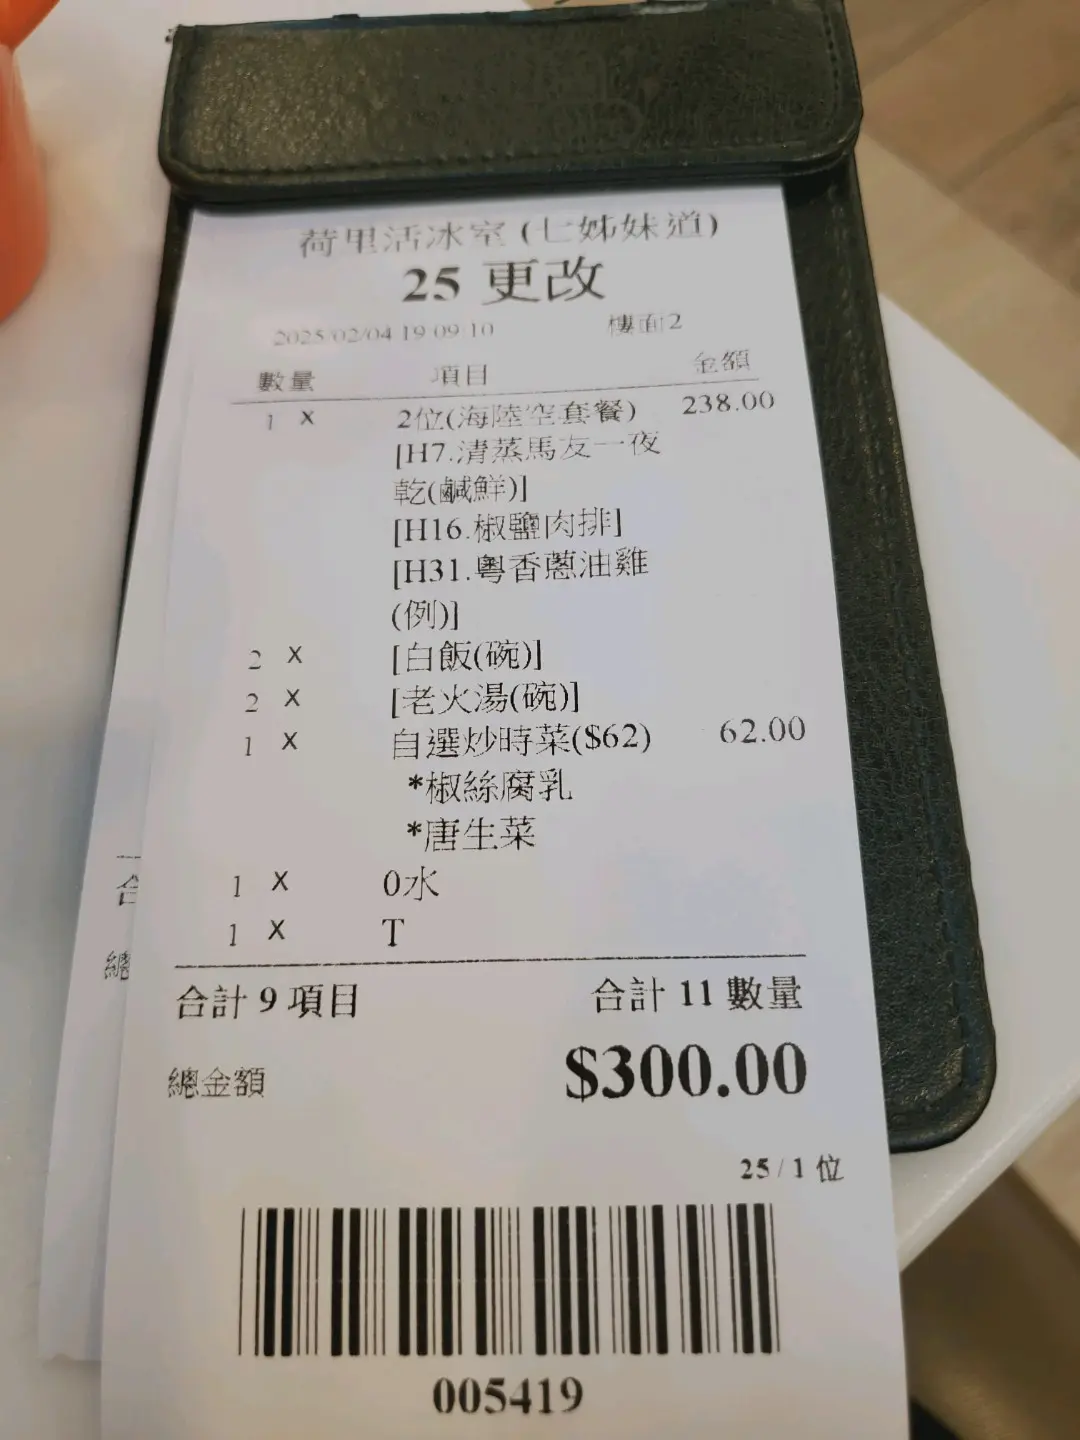 荷里活冰室 (七姊妹道)
25 更改
2025/02/04 19:09:10 樓面2
數量 項目 金額
1 X 2位(海陸空套餐) 238.00
[H7.清蒸馬友一夜
乾(鹹鮮)]
[H16.椒鹽肉排]
[H31.粵香蔥油雞
(例)]
2 X [白飯(碗)]
2 X [老火湯(碗)]
1 X 自選炒時菜($62) 62.00
*椒絲腐乳
*唐生菜
1 X 0水
1 X T
合計 9 項目 合計 11 數量
總金額 $300.00
25 / 1 位
005419
合
總